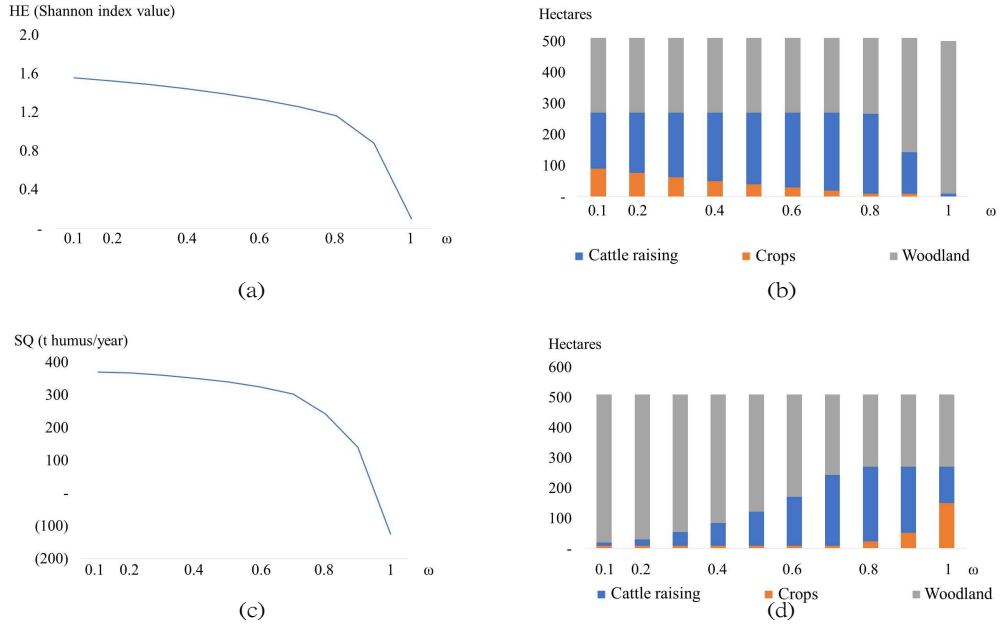 HE (Shannon index value)
2.0
1.6
1.2
0.8
0.4
-
0.1 0.2 0.4 0.6 0.8 1 ω
(a)
Hectares
500
400
300
200
100
-
0.1 0.2 0.4 0.6 0.8 1 ω
Cattle raising Crops Woodland
(b)
SQ (t humus/year)
400
300
100
100
-
(100)
(200)
0.1 0.2 0.4 0.6 0.8 1 ω
(c)
Hectares
600
500
400
300
200
100
-
0.1 0.2 0.4 0.6 0.8 1 ω
Cattle raising Crops Woodland
(d)